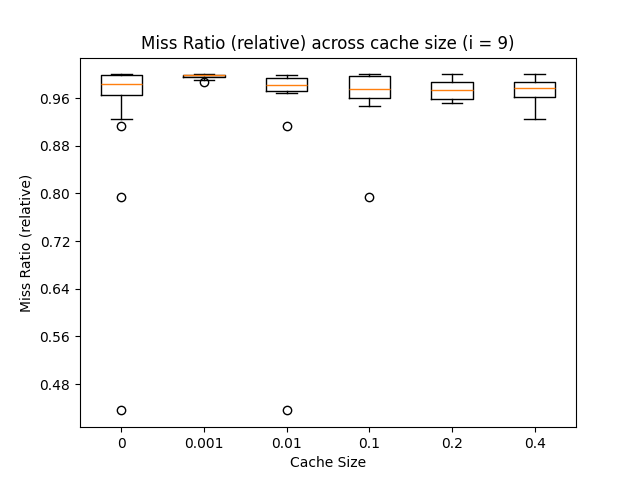 Miss Ratio (relative) across cache size (i = 9)
Miss Ratio (relative)
0.96
0.88
0.80
0.72
0.64
0.56
0.48
0 0.001 0.01 0.1 0.2 0.4
Cache Size